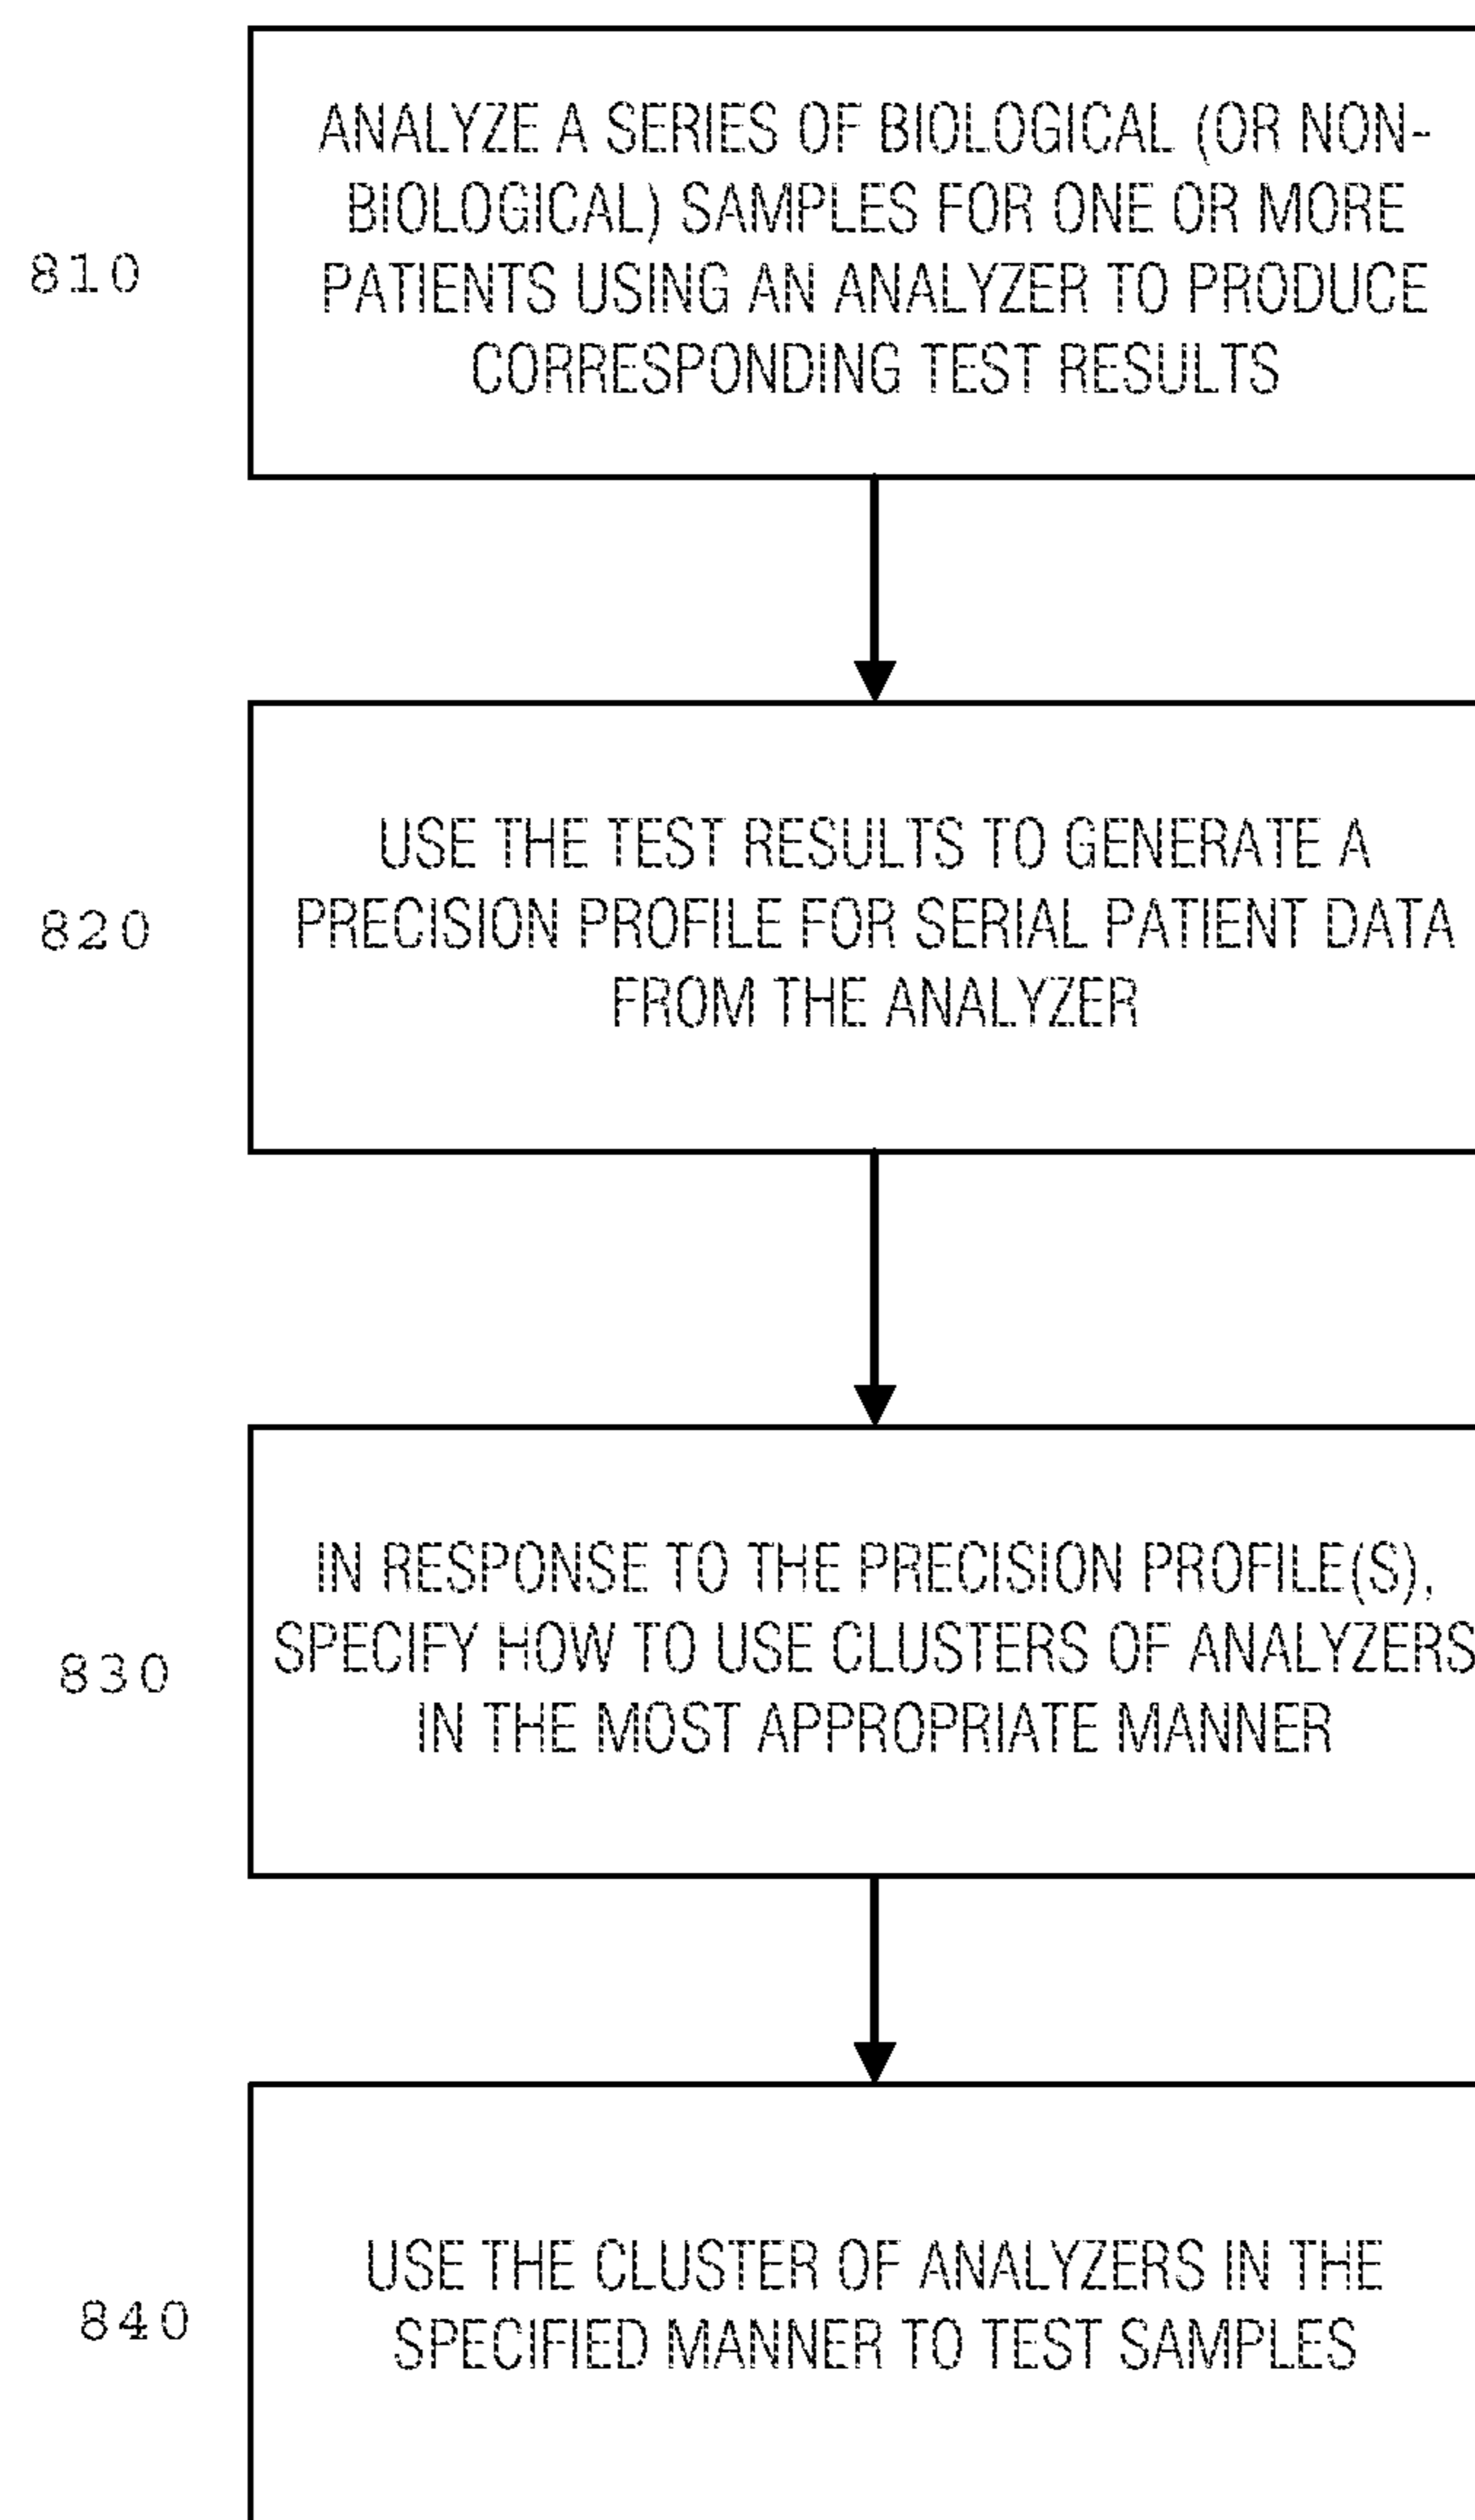 ANALYZE A SERIES OF BIOLOGICAL (OR NON-
BIOLOGICAL) SAMPLES FOR ONE OR MORE
810
PATIENTS USING AN ANALYZER TO PRODUCE
CORRESPONDING TEST RESULTS
USE THE TEST RESULTS TO GENERATE A
820
PRECISION PROFILE FOR SERIAL PATIENT DATA
FROM THE ANALYZER
IN RESPONSE TO THE PRECISION PROFILE(S),
SPECIFY HOW TO USE CLUSTERS OF ANALYZERS
830
IN THE MOST APPROPRIATE MANNER
USE THE CLUSTER OF ANALYZERS IN THE
840
SPECIFIED MANNER TO TEST SAMPLES